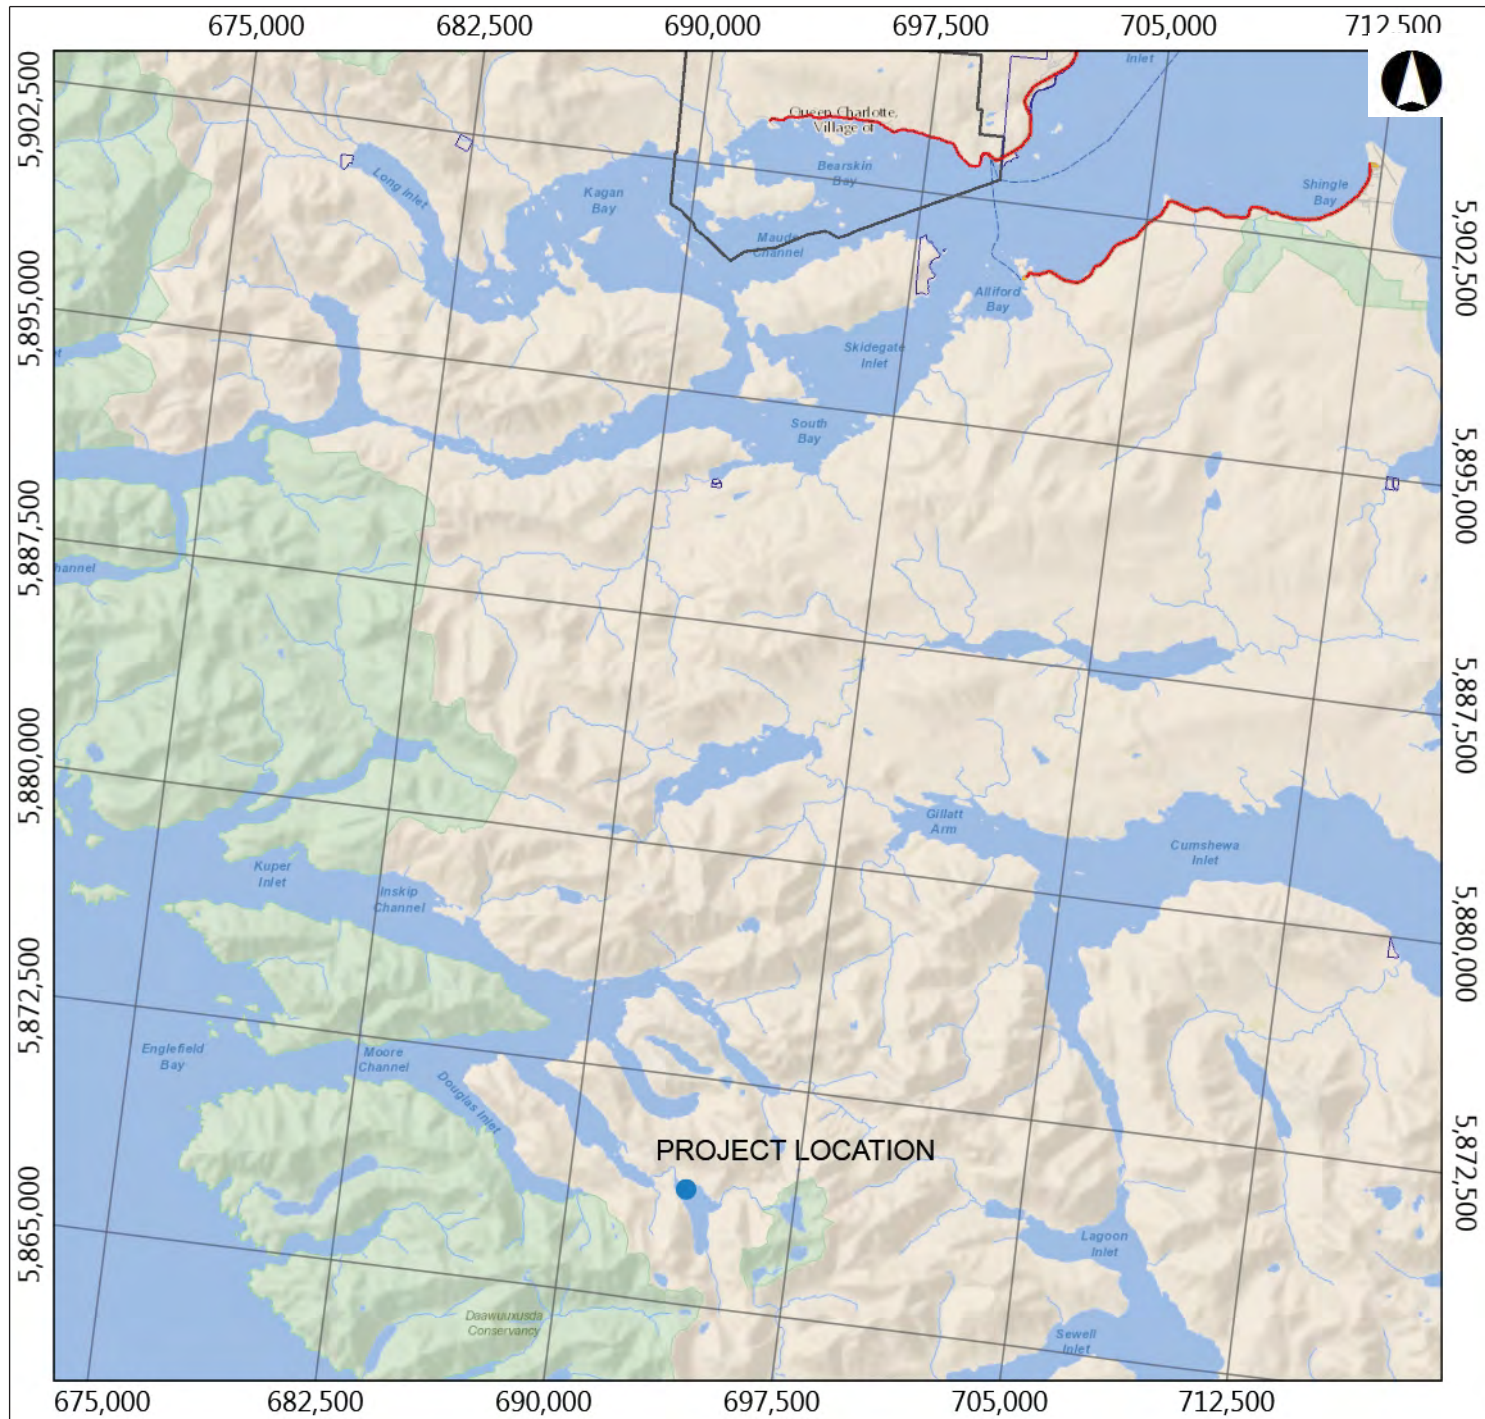 675,000
682,500
690,000
697,500
705,000
712,500
5,902,500
5,895,000
5,887,500
5,880,000
5,872,500
5,865,000
Inlet
Queen Charlotte,
Village of
Bearskin
Bay
Shingle
Bay
Long Inlet
Kagan
Bay
Maude
Channel
Alliford
Bay
Skidegate
Inlet
South
Bay
hannel
Gillatt
Arm
Cumshewa
Inlet
Kuper
Inlet
Inskip
Channel
Englefield
Bay
Moore
Channel
Douglas Inlet
PROJECT LOCATION
Lagoon
Inlet
Daawuuxusda
Conservancy
Sewell
Inlet
5,902,500
5,895,000
5,887,500
5,880,000
5,872,500
675,000
682,500
690,000
697,500
705,000
712,500